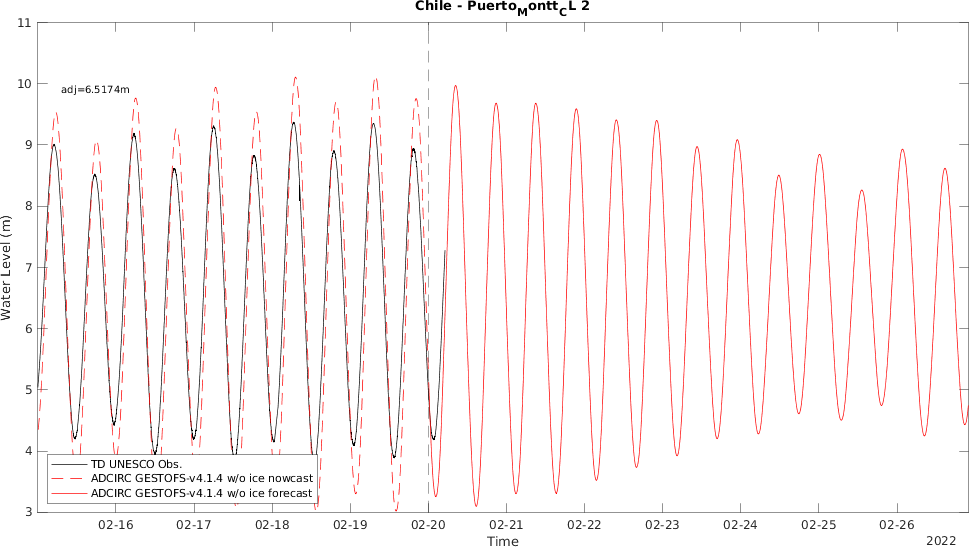 Chile - Puerto_Montt_CL 2
adj=6.5174m
Water Level (m)
11
10
9
8
7
6
5
4
3
TD UNESCO Obs.
ADCIRC GESTOFS-v4.1.4 w/o ice nowcast
ADCIRC GESTOFS-v4.1.4 w/o ice forecast
02-16 02-17 02-18 02-19 02-20 02-21 02-22 02-23 02-24 02-25 02-26
Time
2022